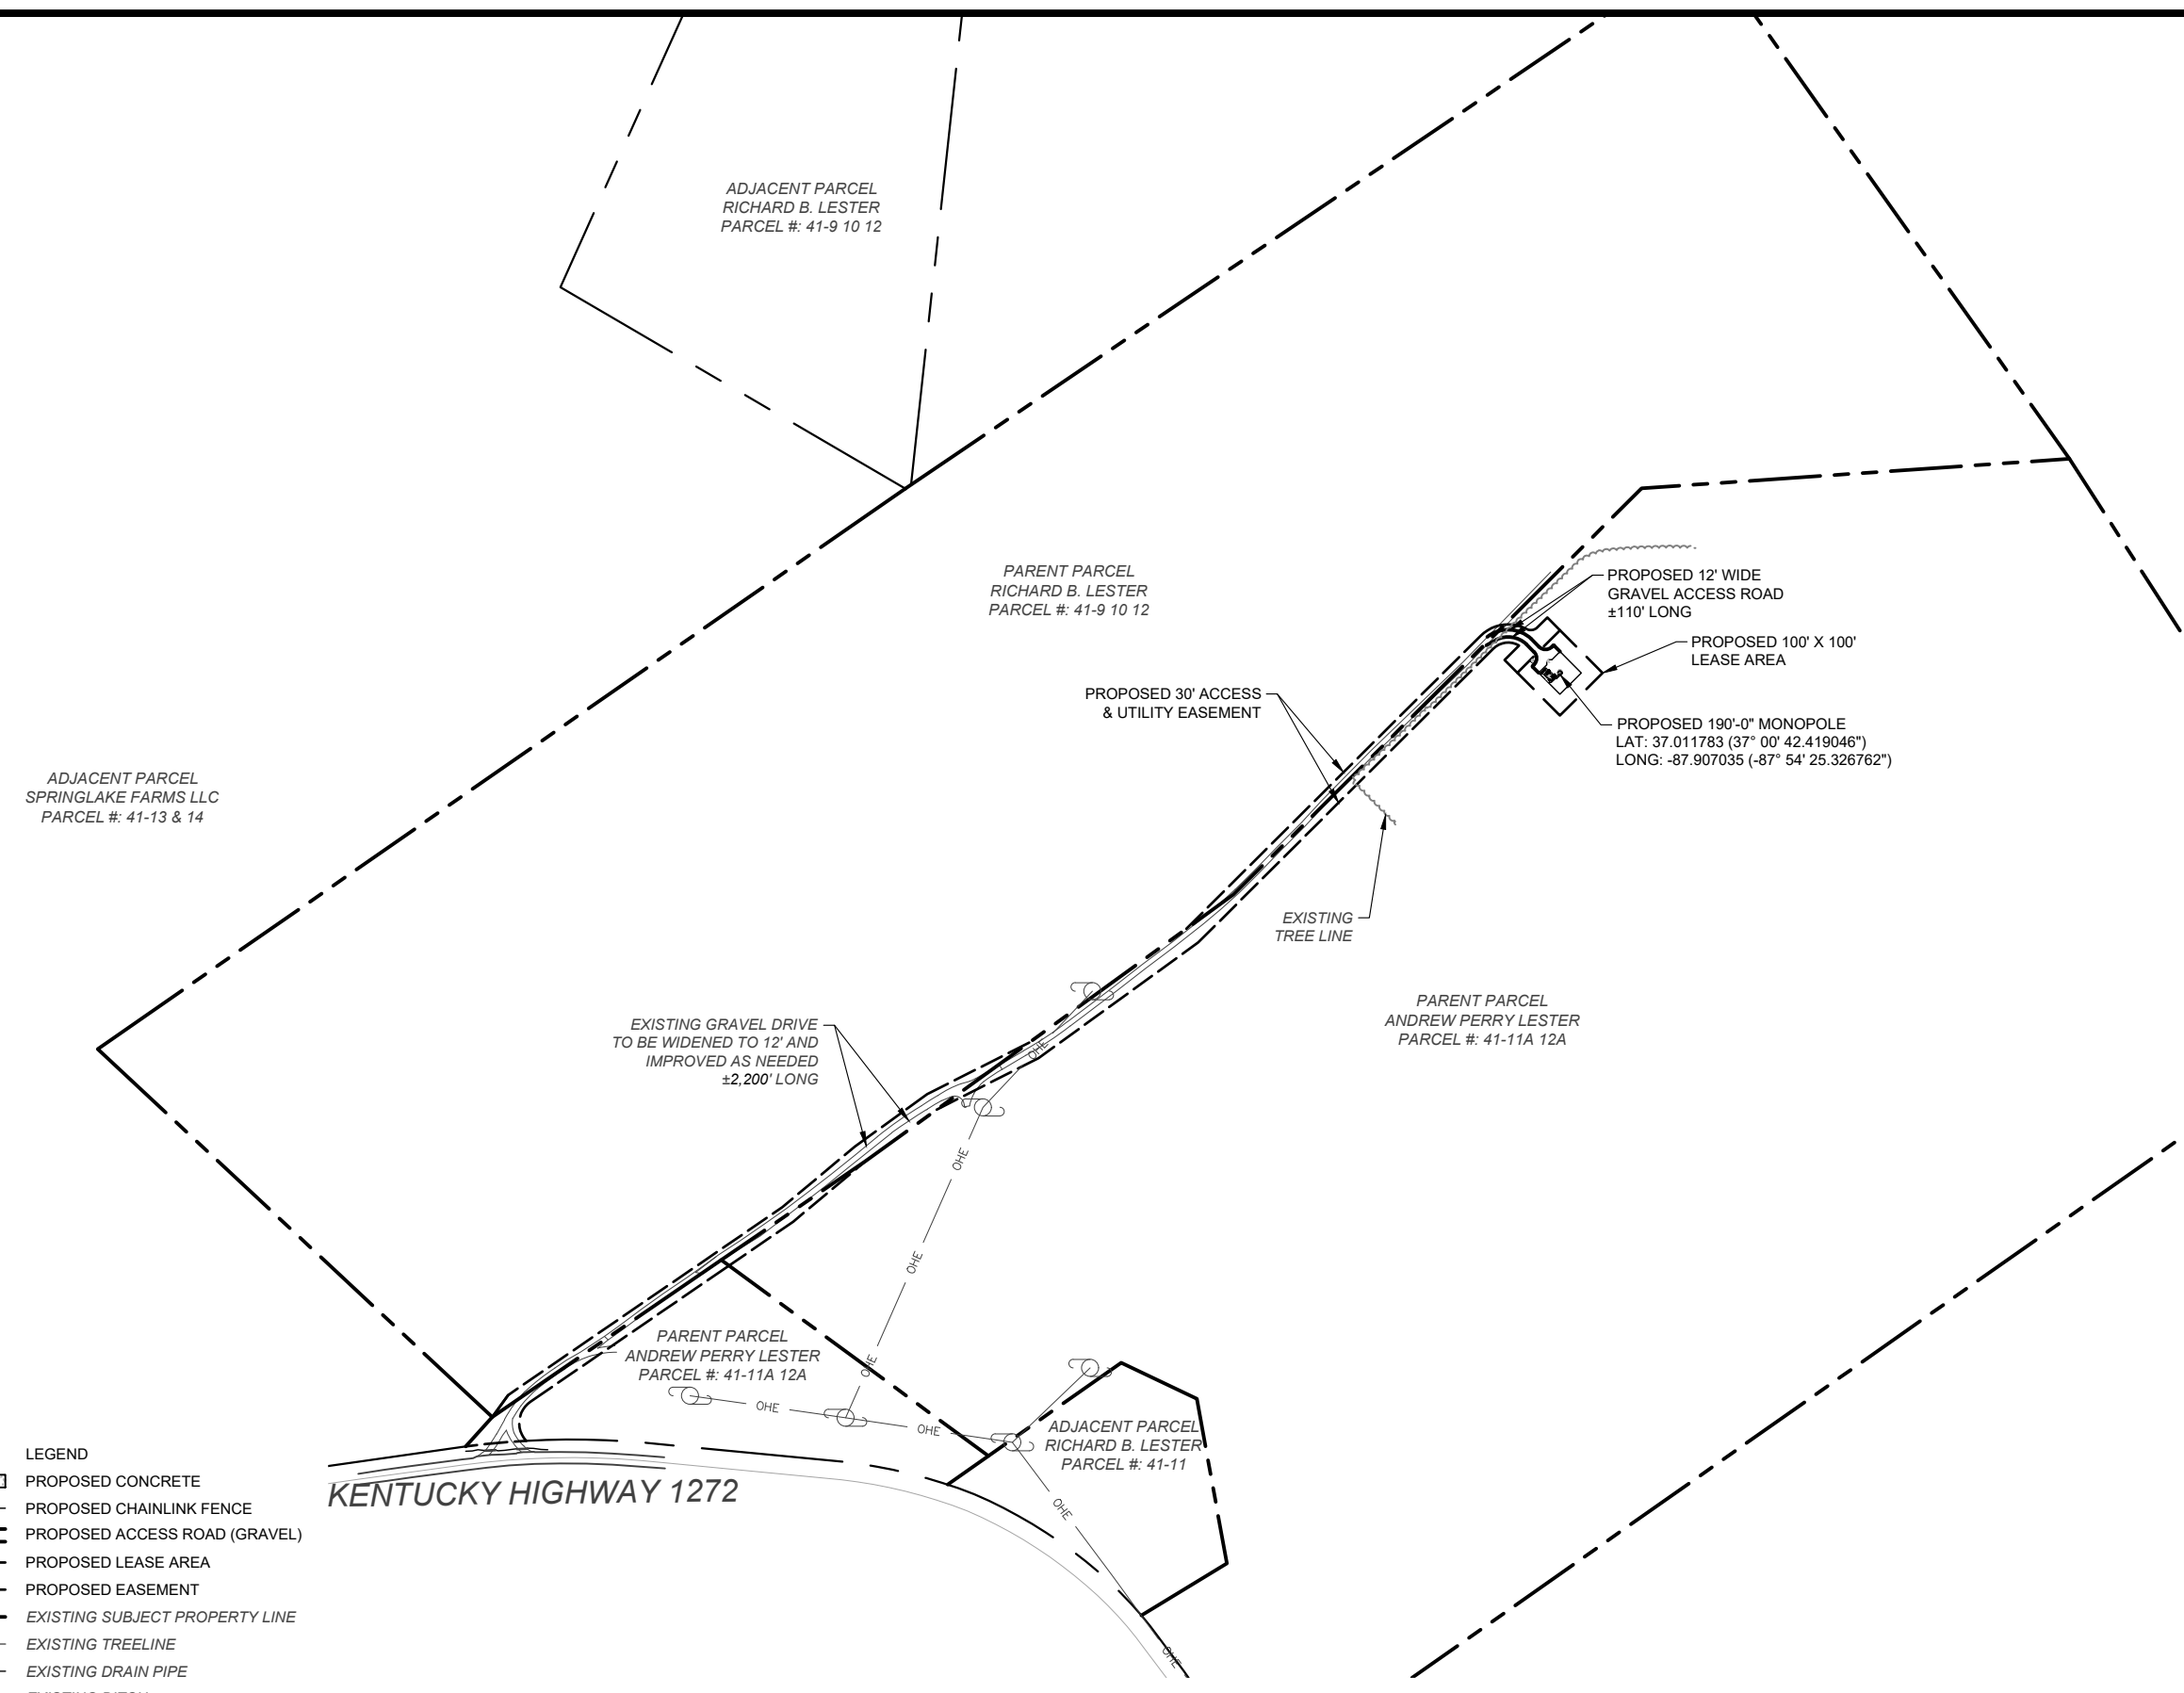 ADJACENT PARCEL
RICHARD B. LESTER
PARCEL #: 41-9 10 12
PARENT PARCEL
RICHARD B. LESTER
PARCEL #: 41-9 10 12
PROPOSED 12' WIDE
GRAVEL ACCESS ROAD
±110' LONG
PROPOSED 100' X 100'
LEASE AREA
PROPOSED 30' ACCESS
& UTILITY EASEMENT
PROPOSED 190'-0" MONOPOLE
LAT: 37.011783 (37° 00' 42.419046")
LONG: -87.907035 (-87° 54' 25.326762")
ADJACENT PARCEL
SPRINGLAKE FARMS LLC
PARCEL #: 41-13 & 14
EXISTING
TREE LINE
PARENT PARCEL
ANDREW PERRY LESTER
PARCEL #: 41-11A 12A
EXISTING GRAVEL DRIVE
TO BE WIDENED TO 12' AND
IMPROVED AS NEEDED
±2,200' LONG
OHE
OHE
OHE
OHE
PARENT PARCEL
ANDREW PERRY LESTER
PARCEL #: 41-11A 12A
OHE
OHE
ADJACENT PARCEL
RICHARD B. LESTER
PARCEL #: 41-11
OHE
OHE
KENTUCKY HIGHWAY 1272
LEGEND
PROPOSED CONCRETE
PROPOSED CHAINLINK FENCE
PROPOSED ACCESS ROAD (GRAVEL)
PROPOSED LEASE AREA
PROPOSED EASEMENT
EXISTING SUBJECT PROPERTY LINE
EXISTING TREELINE
EXISTING DRAIN PIPE